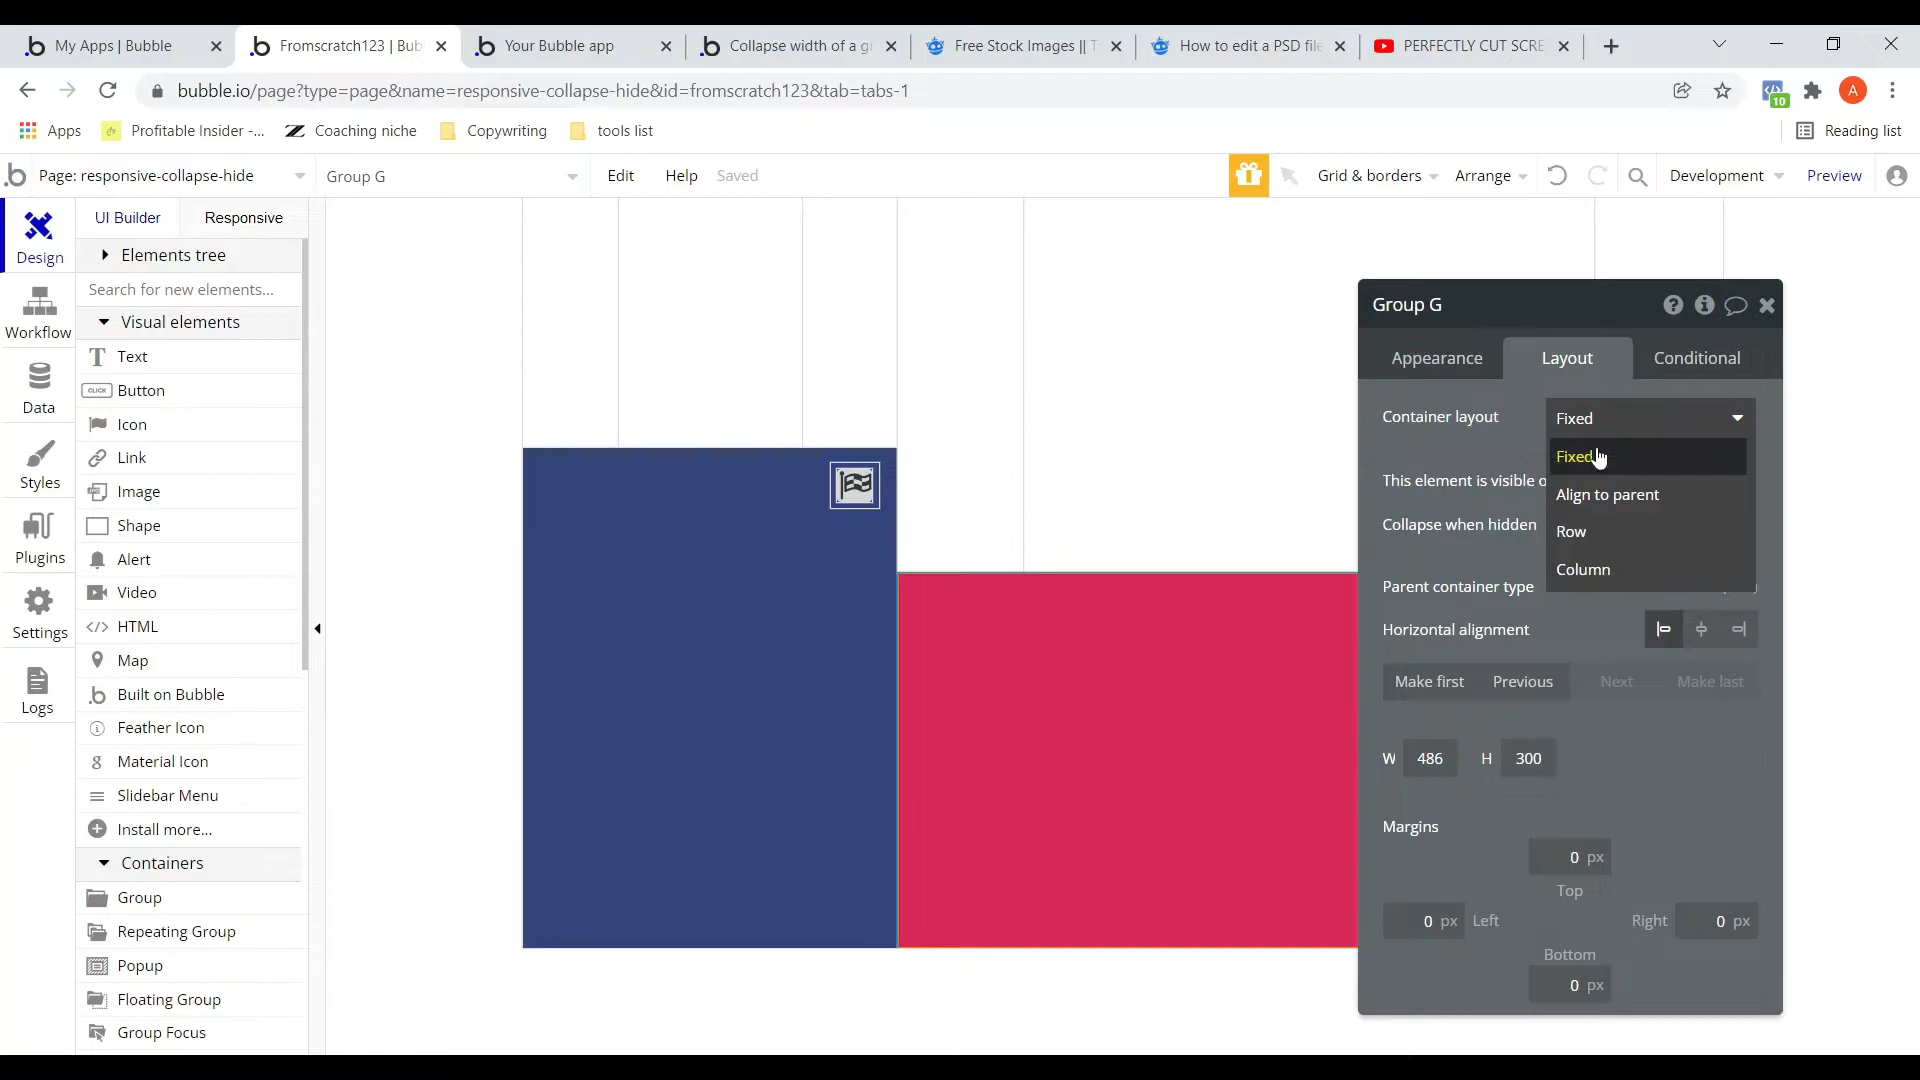 My Apps | Bubble
Fromscratch123 | Bub
Your Bubble app
Collapse width of a g
Free Stock Images || T
How to edit a PSD file
PERFECTLY CUT SCRE
bubble.io/page?type=page&name=responsive-collapse-hide&id=fromscratch123&tab=tabs-1
10
A
Apps
Profitable Insider -...
Coaching niche
Copywriting
tools list
Reading list
Page: responsive-collapse-hide
Group G
Edit
Help
Saved
Grid & borders
Arrange
Development
Preview
Design
Workflow
Data
Styles
Plugins
Settings
Logs
UI Builder
Responsive
Elements tree
Search for new elements...
Visual elements
Text
CLICK Button
Icon
Link
Image
Shape
Alert
Video
</> HTML
Map
Built on Bubble
Feather Icon
Material Icon
Slidebar Menu
Install more...
Containers
Group
Repeating Group
Popup
Floating Group
Group Focus
Group G
Appearance
Layout
Conditional
Container layout
Fixed
Fixed
Align to parent
Row
Column
This element is visible o
Collapse when hidden
Parent container type
Horizontal alignment
Make first
Previous
Next
Make last
W 486 H 300
Margins
0 px
Top
0 px Left
Right 0 px
Bottom
0 px